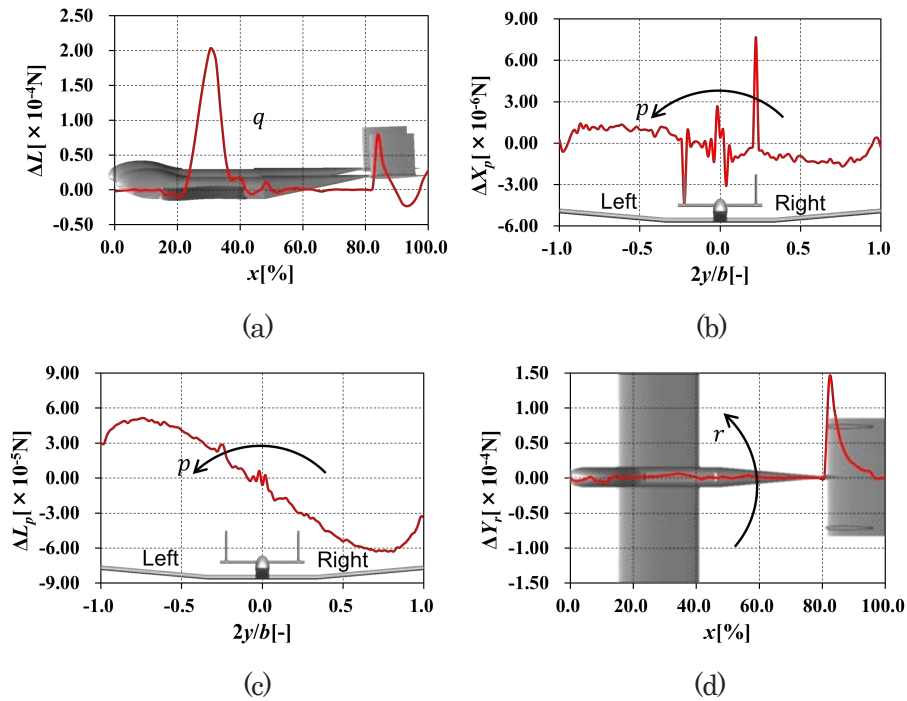 ΔL[×10⁻⁴N]
2.50
2.00
1.50
1.00
0.50
0.00
-0.50
q
0.0 20.0 40.0 60.0 80.0 100.0
x[%]
(a)
ΔXₚ[×10⁻⁶N]
9.00
6.00
3.00
0.00
-3.00
-6.00
p
Left Right
-1.0 -0.5 0.0 0.5 1.0
2y/b[-]
(b)
ΔLₚ[×10⁻⁵N]
9.00
6.00
3.00
0.00
-3.00
-6.00
-9.00
p
Left Right
-1.0 -0.5 0.0 0.5 1.0
2y/b[-]
(c)
ΔYᵣ[×10⁻⁴N]
1.50
1.00
0.50
0.00
-0.50
-1.00
-1.50
r
0.0 20.0 40.0 60.0 80.0 100.0
x[%]
(d)